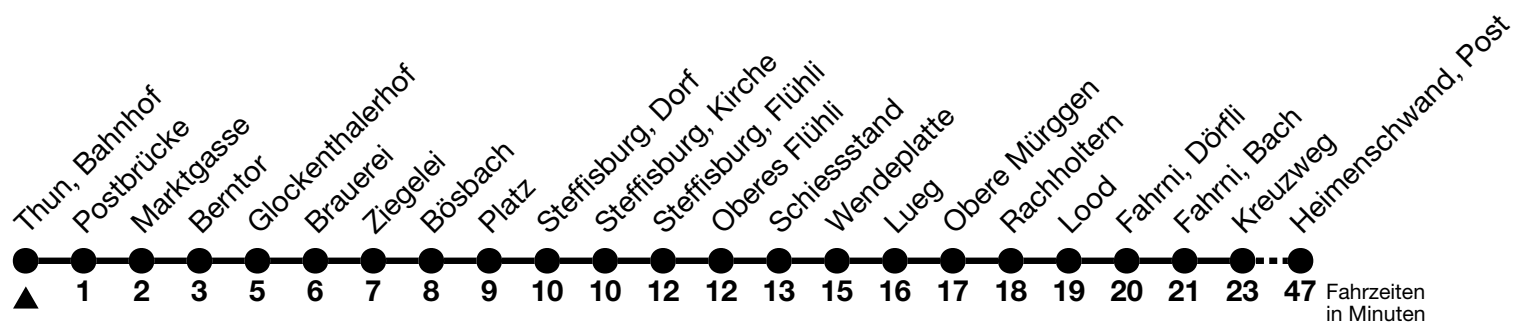 Thun, Bahnhof
Postbrücke
Marktgasse
Berntor
Glockenthalerhof
Brauerei
Ziegelei
Bösbach
Platz
Steffisburg, Dorf
Steffisburg, Kirche
Steffisburg, Flühli
Oberes Flühli
Schiessstand
Wendeplatte
Lueg
Obere Mürggen
Rachholtern
Lood
Fahrni, Dörfli
Fahrni, Bach
Kreuzweg
Heimenschwand, Post
1 2 3 5 6 7 8 9 10 10 12 12 13 15 16 17 18 19 20 21 23 47 Fahrzeiten
in Minuten